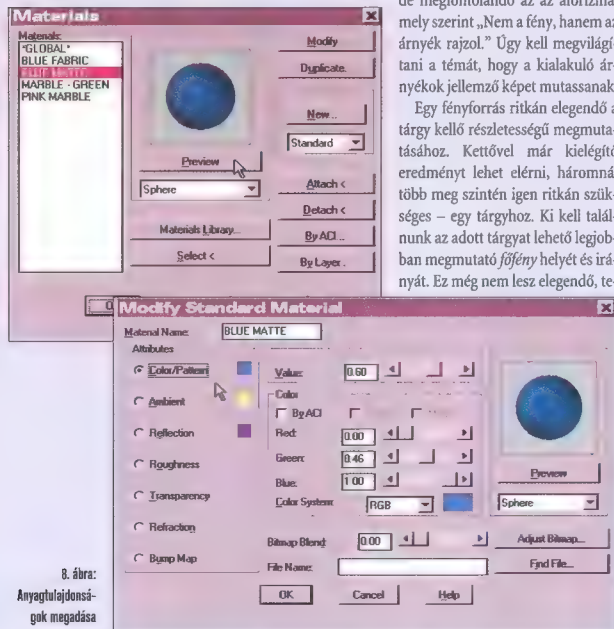 Materials
Materials:
*GLOBAL*
BLUE FABRIC
BLUE MATTE
MARBLE - GREEN
PINK MARBLE
Preview
Sphere
Materials Library...
Select <
Modify
Duplicate.
New...
Standard
Attach <
Detach <
By ACI...
By Layer.
mely szerint „Nem a fény, hanem az
árnyék rajzol.” Úgy kell megvilágí-
tani a témát, hogy a kialakuló ár-
nyékok jellemző képet mutassanak.
Egy fényforrás ritkán elegendő a
tárgy kellő részletességű megmuta-
tásához. Kettővel már kielégítő
eredményt lehet elérni, háromnál
több meg szintén igen ritkán szük-
séges – egy tárgyhoz. Ki kell talál-
nunk az adott tárgyat lehető legjob-
ban megmutató főfény helyét és irá-
nyát. Ez még nem lesz elegendő, te-
Modify Standard Material
Material Name: BLUE MATTE
Attributes
Color/Pattern
Ambient
Reflection
Roughness
Transparency
Refraction
Bump Map
Value: 0.60
Color
By ACI
Red: 0.00
Green: 0.46
Blue: 1.00
Color System: RGB
Preview
Sphere
Bitmap Blend: 0.00
Adjust Bitmap...
File Name:
Find File...
OK Cancel Help
8. ábra:
Anyagtulajdonsá-
gok megadása